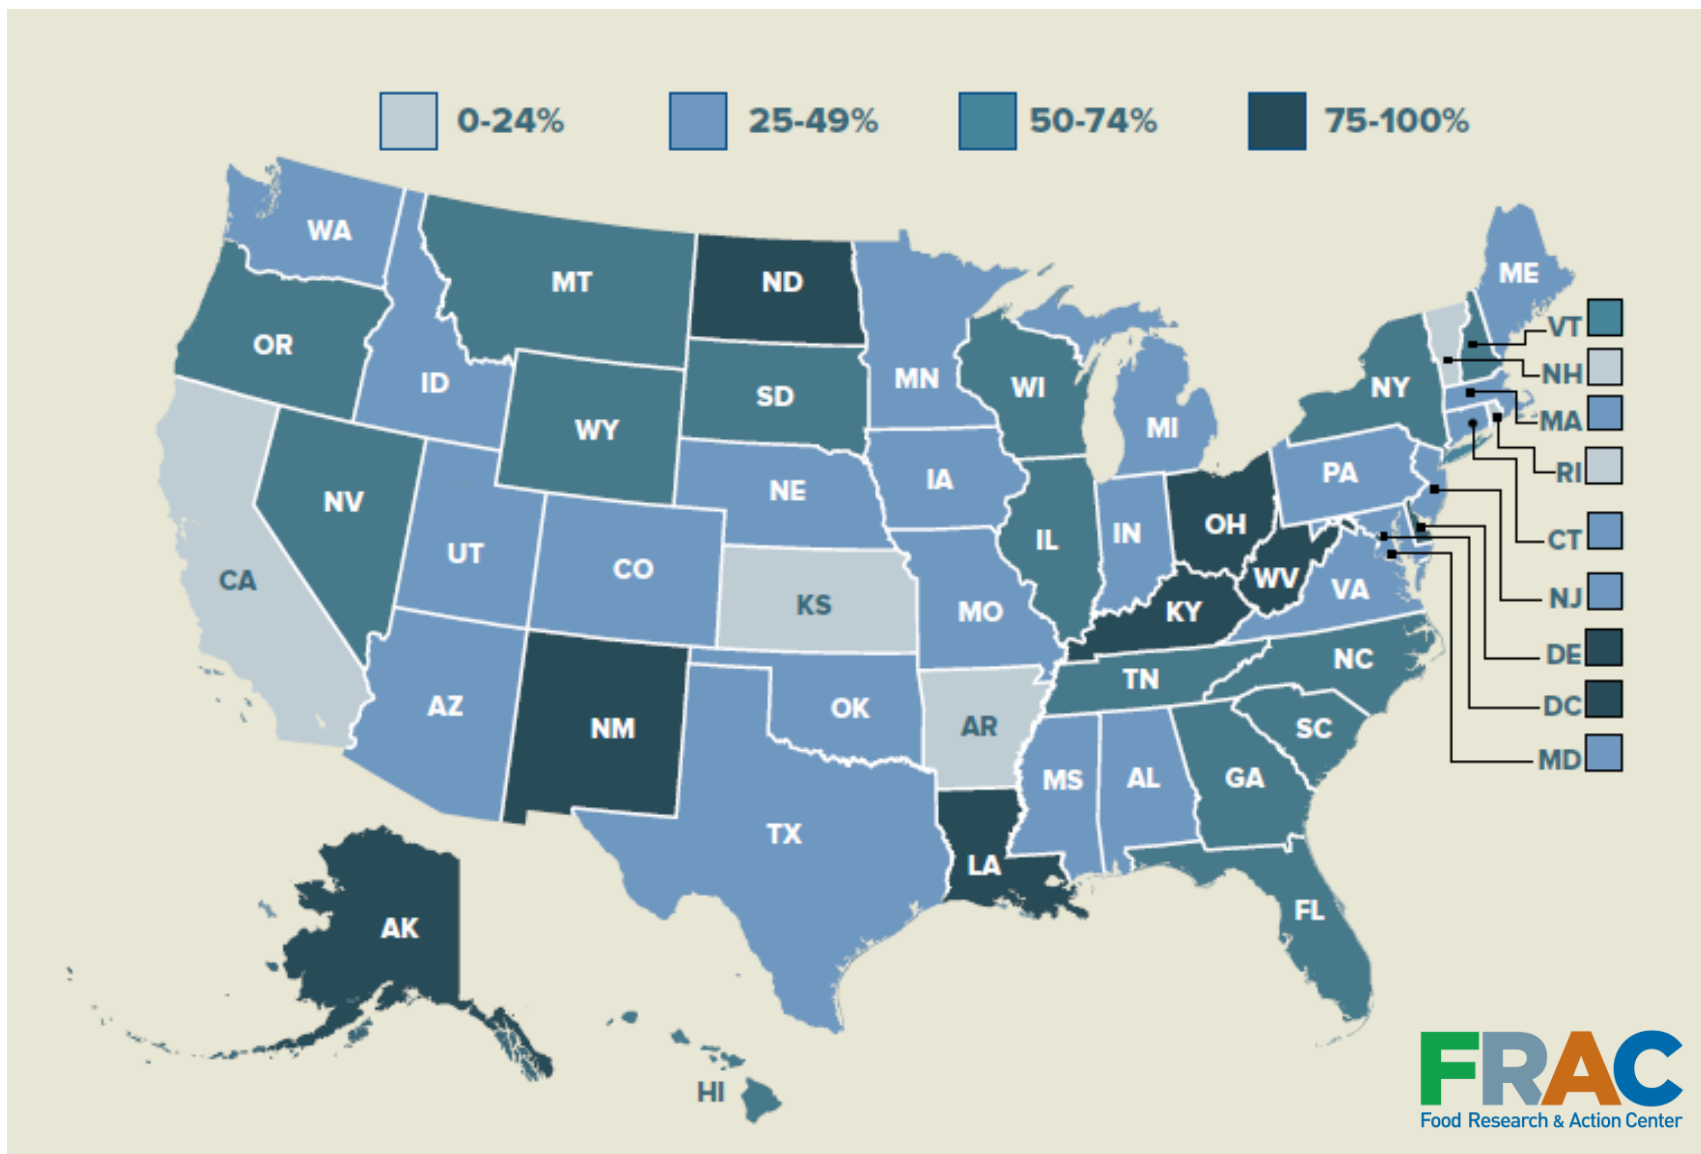 0-24%
25-49%
50-74%
75-100%
WA
MT
ND
ME
OR
ID
SD
MN
WI
MI
NY
VT
NH
MA
RI
WY
NE
IA
PA
CT
NV
UT
CO
IL
IN
OH
NJ
CA
KS
MO
KY
WV
VA
DE
AZ
NM
OK
AR
TN
NC
DC
SC
MD
TX
MS
AL
GA
LA
FL
AK
HI
FRAC
Food Research & Action Center